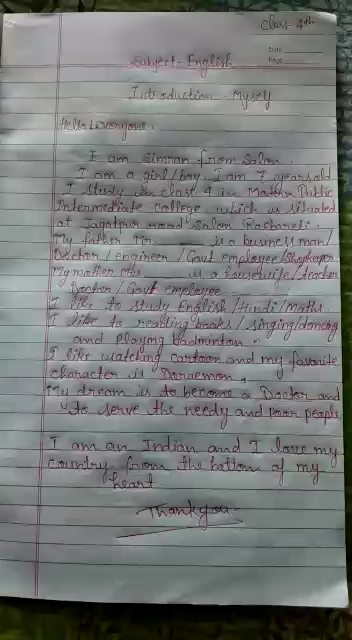 Class- 4th
Date
Page
Subject- English
Introduction - Myself
Hello Everyone,
I am Simran from Salon.
I am a girl/boy I am 7 years old
I study in class 4 in Modern Public
Intermediate college, which is situated
at Jagatpur road Salon Raebareli.
My father Mr. ______ is a business man/
Doctor/engineer/Govt employee/Shopkeeper
My mother Mrs ______ is a housewife/teacher
Doctor/Govt employee
I like to study English/Hindi/Maths
I like to reading books/singing/dancing
and playing badminton.
I like watching cartoon and my favorite
character is Doraemon.
My dream is to become a Doctor and
to serve the needy and poor people
I am an Indian and I love my
country from the bottom of my
heart
Thankyou